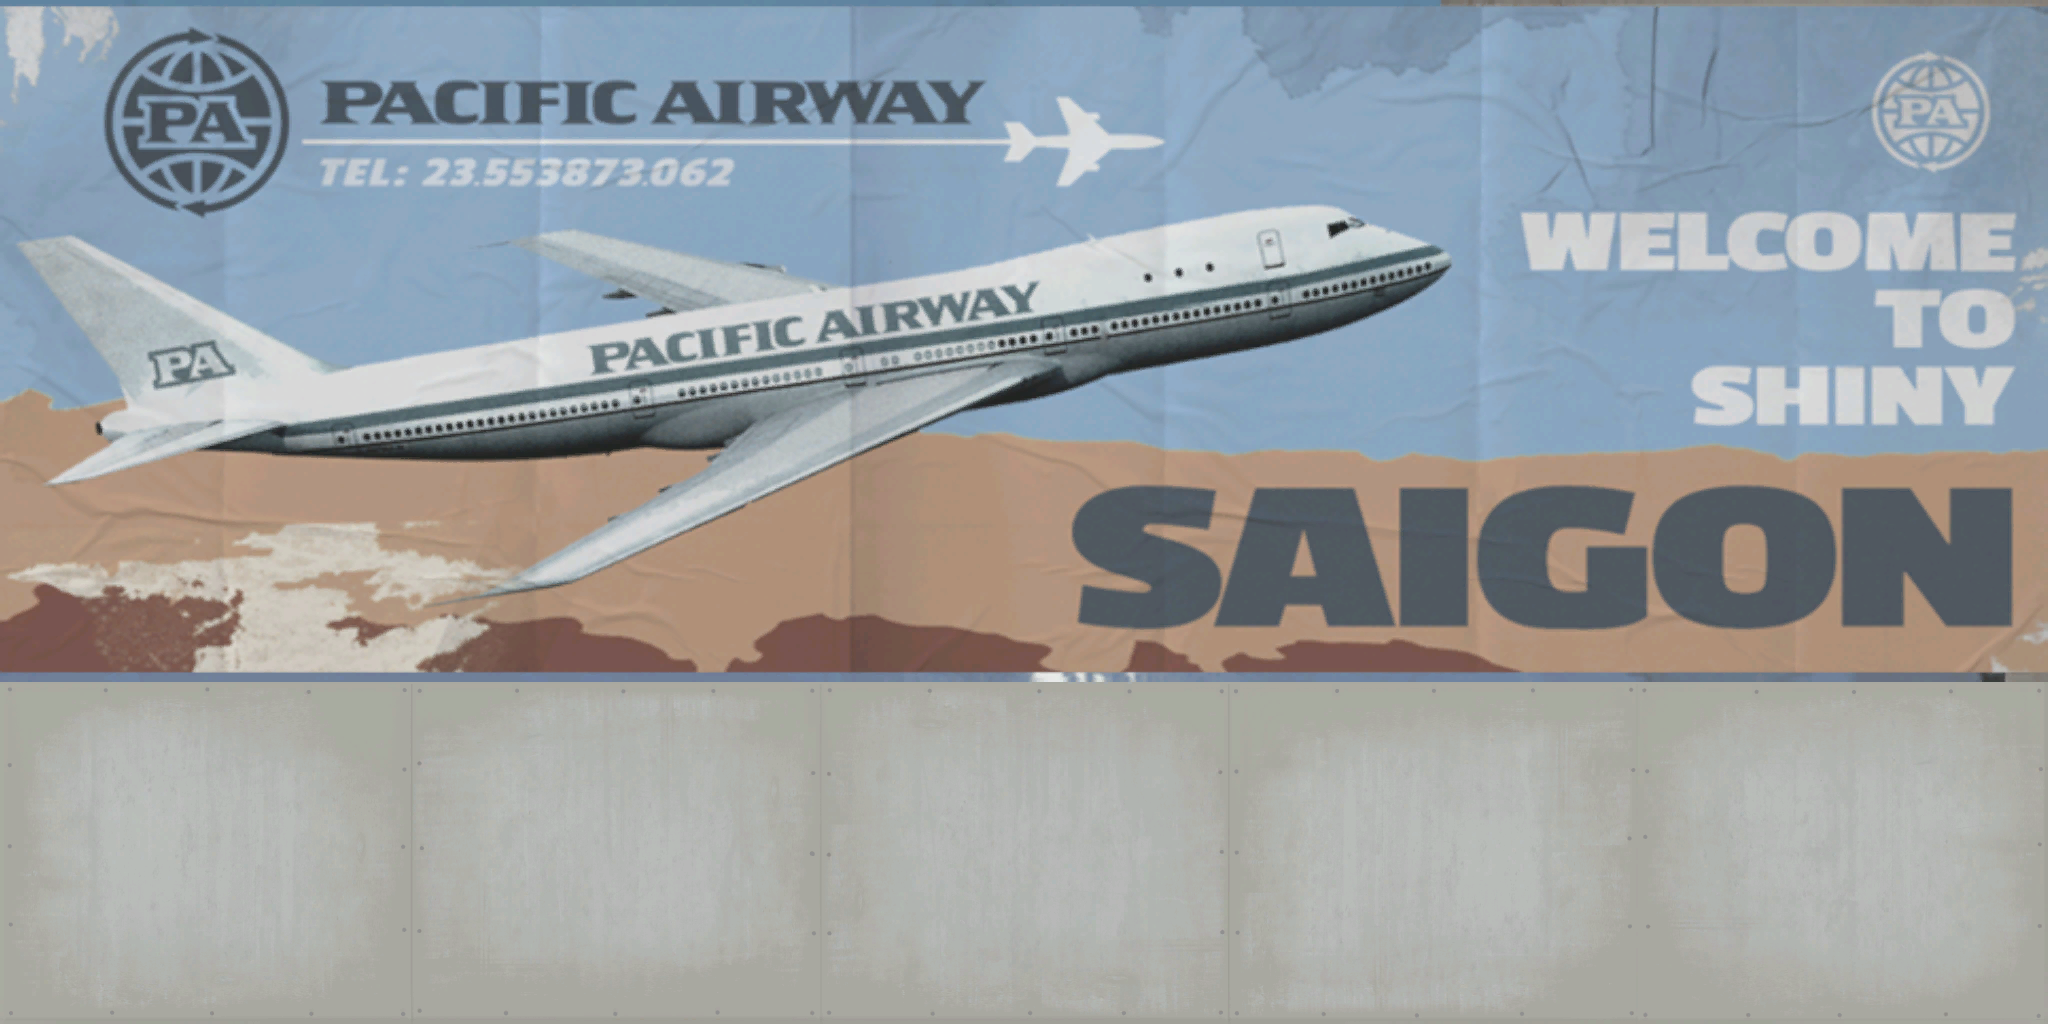 PA
PACIFIC AIRWAY
TEL: 23.553873.062
PA
WELCOME
TO
SHINY
SAIGON
PACIFIC AIRWAY
PA